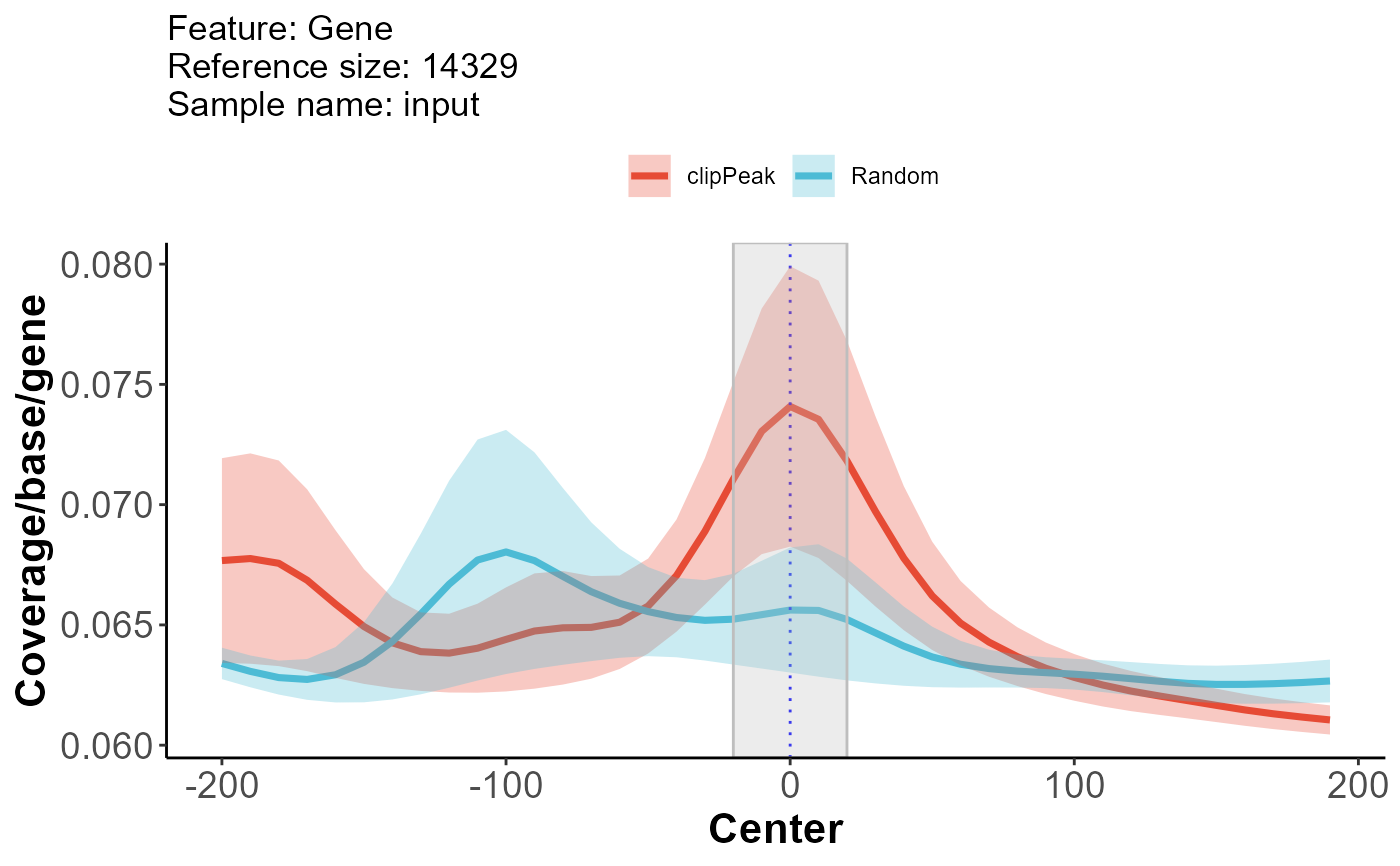 Feature: Gene
Reference size: 14329
Sample name: input
clipPeak Random
Coverage/base/gene
0.080
0.075
0.070
0.065
0.060
-200 -100 0 100 200
Center